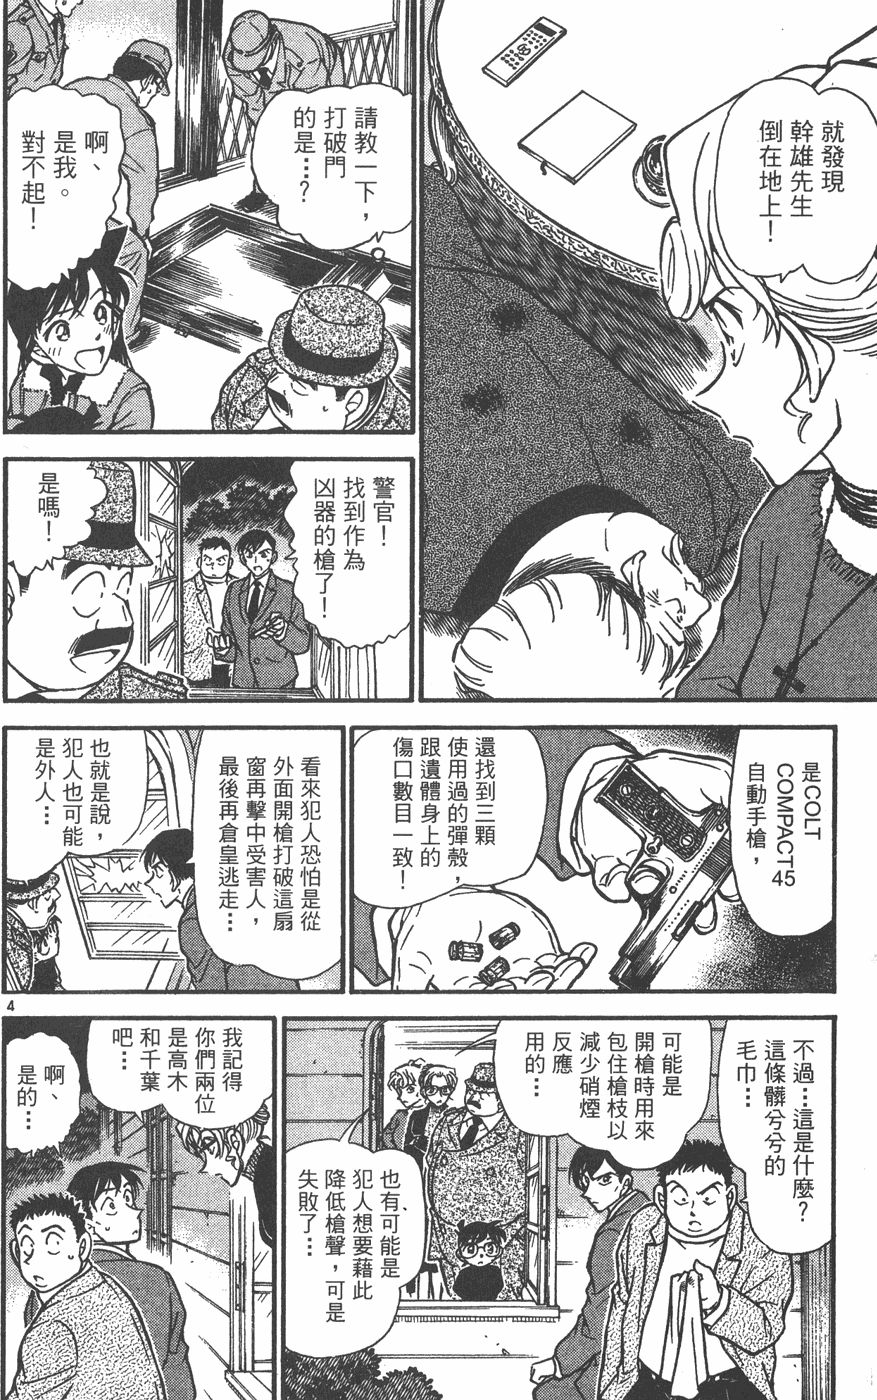 就發現
幹雄先生
倒在地上！
請教一下，
打破門
的是…？
啊、
是我。
對不起！
警官！
找到作為
凶器的槍了！
是嗎！
是COLT
COMPACT45
自動手槍，
還找到三顆
使用過的彈殼，
跟遺體身上的
傷口數目一致！
看來犯人恐怕是從
外面開槍打破這扇
窗再擊中受害人，
最後再倉皇逃走…
也就是說，
犯人也可能
是外人…
不過…這是什麼？
這條髒兮兮的
毛巾…
可能是
開槍時用來
包住槍枝以
減少硝煙
反應
用的…
也有可能是
犯人想要藉此
降低槍聲，可是
失敗了…
我記得
你們兩位
是高木
和千葉
吧…
啊、
是的…
4